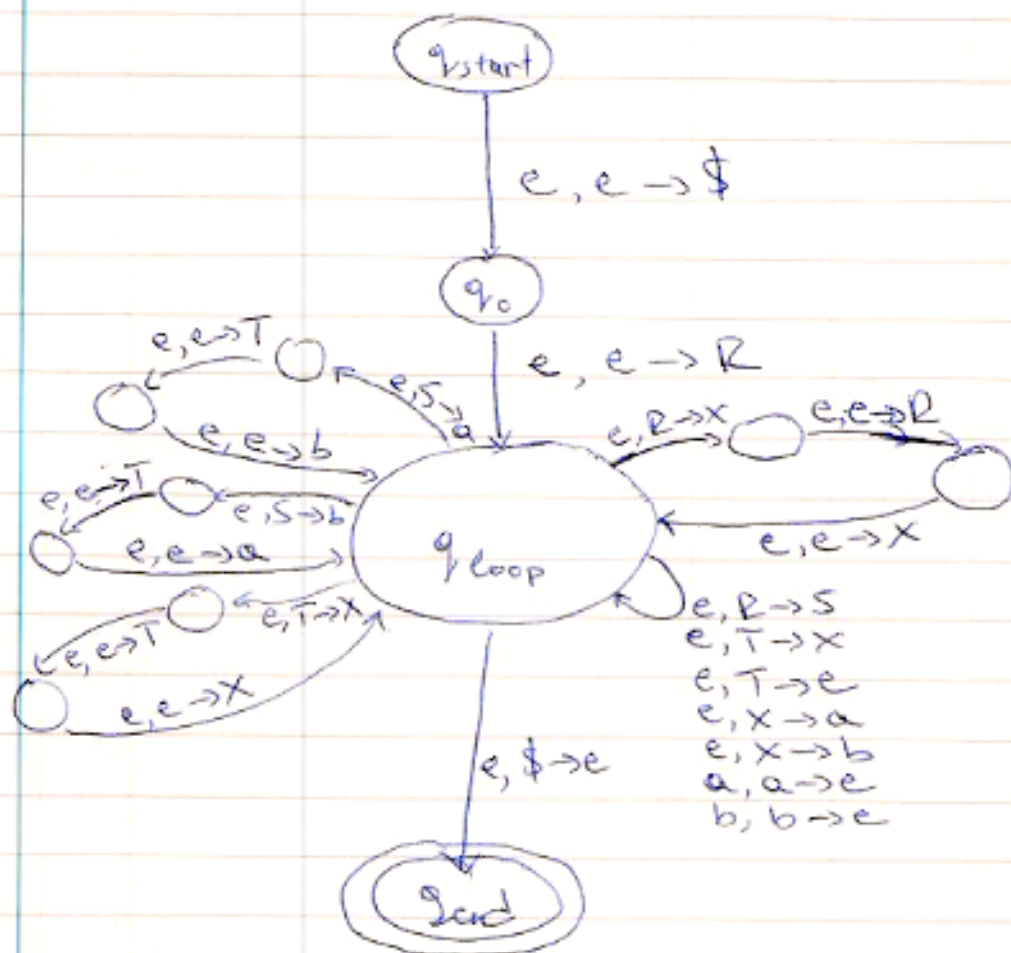 qstart
e, e → $
q0
e, e → R
e, e → T
e, S → a
e, e → b
e, R → X
e, e → R
e, e → X
e, e → T
e, S → b
e, e → a
qloop
e, T → X
e, e → T
e, e → X
e, R → S
e, T → X
e, T → e
e, X → a
e, X → b
a, a → e
b, b → e
e, $ → e
qend